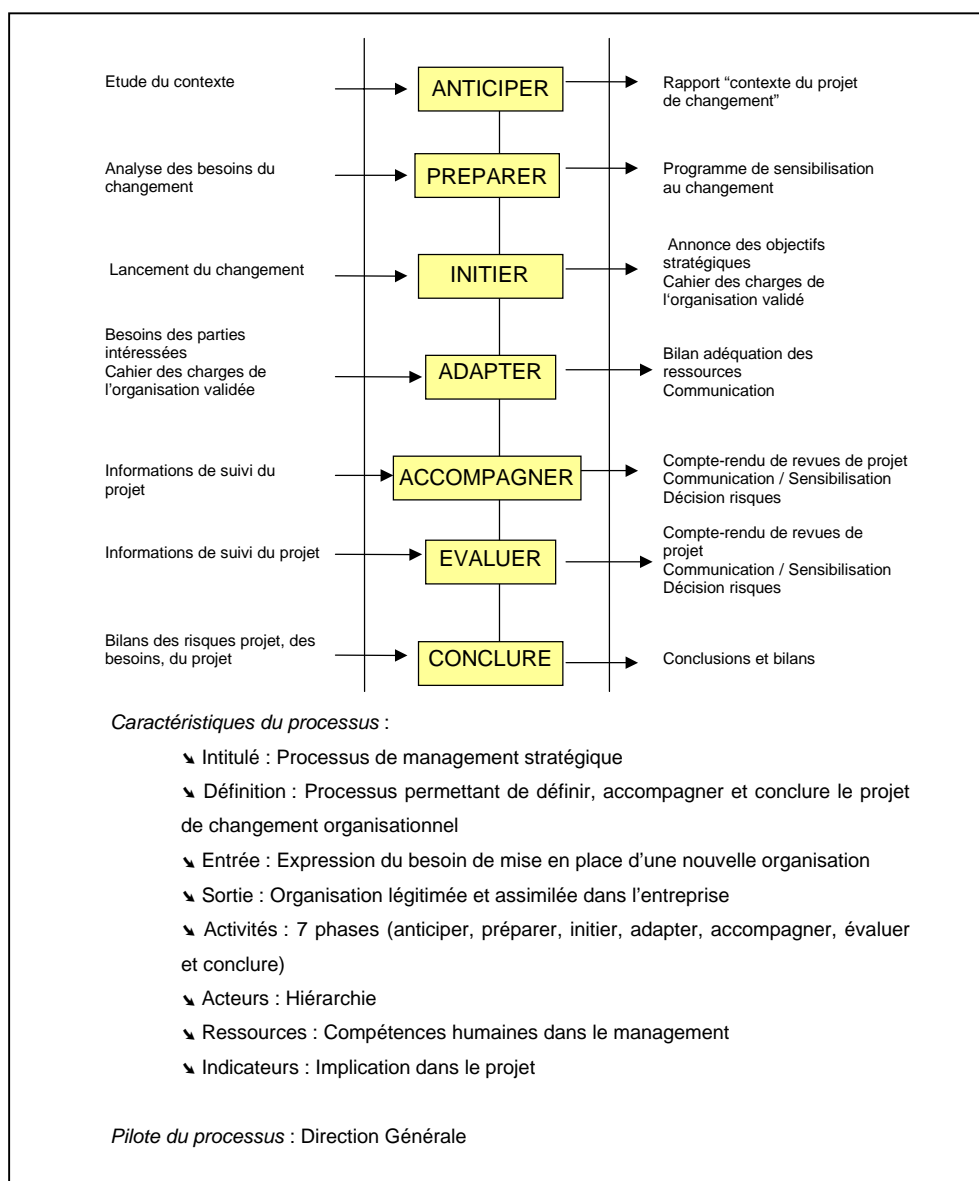 Etude du contexte
ANTICIPER
Rapport “contexte du projet
de changement”
Analyse des besoins du
changement
PREPARER
Programme de sensibilisation
au changement
Lancement du changement
INITIER
Annonce des objectifs
stratégiques
Cahier des charges de
l‘organisation validé
Besoins des parties
intéressées
Cahier des charges de
l’organisation validée
ADAPTER
Bilan adéquation des
ressources
Communication
Informations de suivi du
projet
ACCOMPAGNER
Compte-rendu de revues de projet
Communication / Sensibilisation
Décision risques
Informations de suivi du projet
EVALUER
Compte-rendu de revues de
projet
Communication / Sensibilisation
Décision risques
Bilans des risques projet, des
besoins, du projet
CONCLURE
Conclusions et bilans
Caractéristiques du processus :
➘ Intitulé : Processus de management stratégique
➘ Définition : Processus permettant de définir, accompagner et conclure le projet
de changement organisationnel
➘ Entrée : Expression du besoin de mise en place d’une nouvelle organisation
➘ Sortie : Organisation légitimée et assimilée dans l’entreprise
➘ Activités : 7 phases (anticiper, préparer, initier, adapter, accompagner, évaluer
et conclure)
➘ Acteurs : Hiérarchie
➘ Ressources : Compétences humaines dans le management
➘ Indicateurs : Implication dans le projet
Pilote du processus : Direction Générale